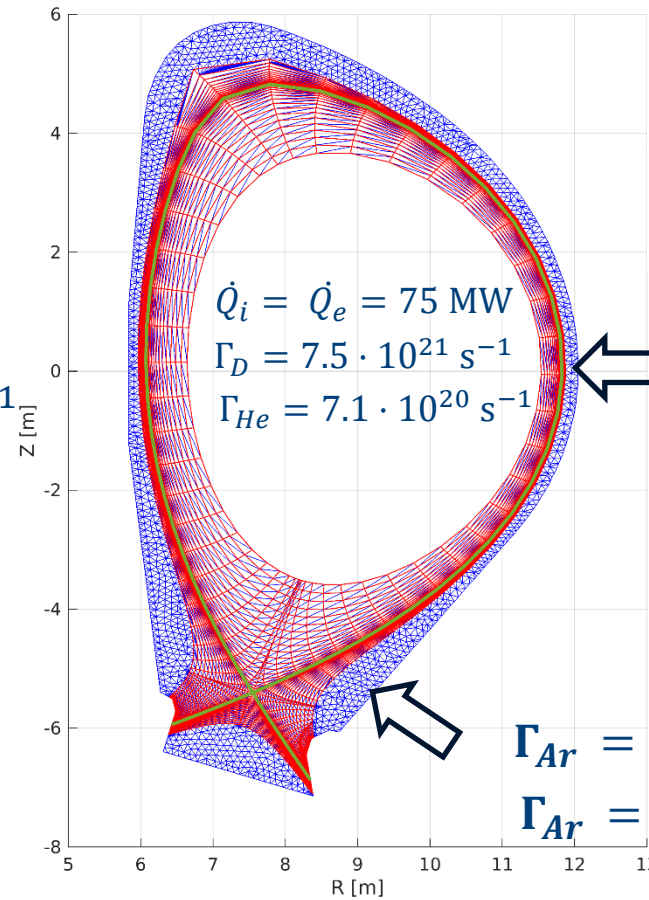 6
4
2
0
-2
-4
-6
-8
Z [m]
1
Q̇ᵢ = Q̇ₑ = 75 MW
Γ_D = 7.5 · 10²¹ s⁻¹
Γ_He = 7.1 · 10²⁰ s⁻¹
Γ_Ar =
Γ_Ar =
5 6 7 8 9 10 11 12
R [m]